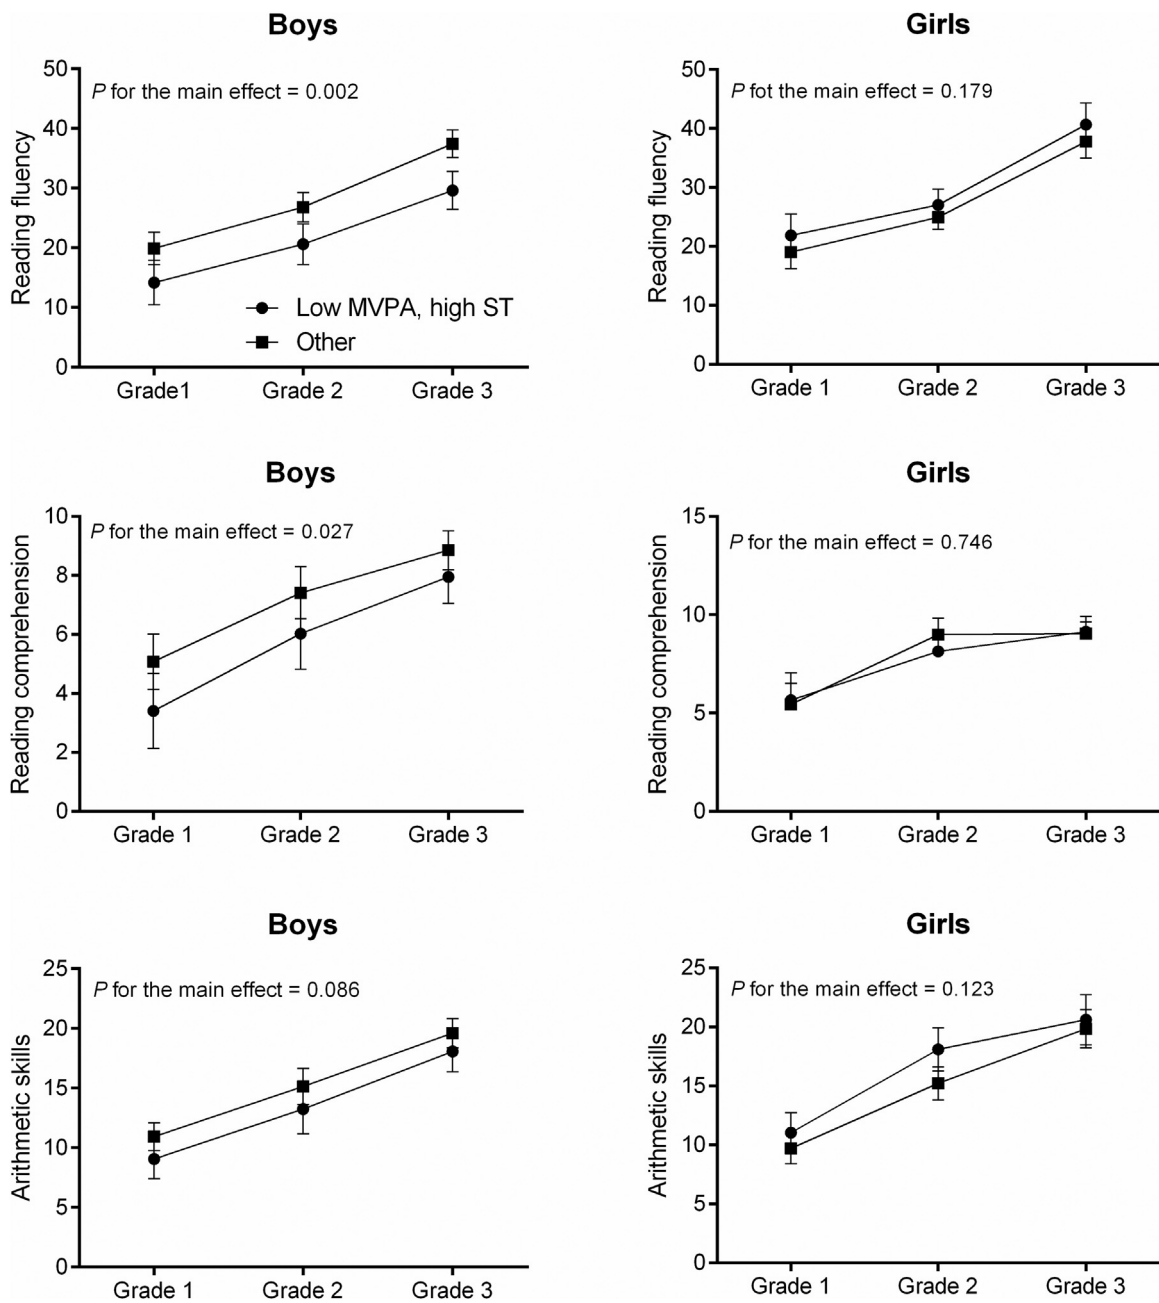 Boys
Girls
P for the main effect = 0.002
P fot the main effect = 0.179
Reading fluency
50
40
30
20
10
0
Low MVPA, high ST
Other
Grade1 Grade 2 Grade 3
Reading fluency
50
40
30
20
10
0
Grade 1 Grade 2 Grade 3
Boys
Girls
P for the main effect = 0.027
P for the main effect = 0.746
Reading comprehension
10
8
6
4
2
0
Grade 1 Grade 2 Grade 3
Reading comprehension
15
10
5
0
Grade 1 Grade 2 Grade 3
Boys
Girls
P for the main effect = 0.086
P for the main effect = 0.123
Arithmetic skills
25
20
15
10
5
0
Grade 1 Grade 2 Grade 3
Arithmetic skills
25
20
15
10
5
0
Grade 1 Grade 2 Grade 3